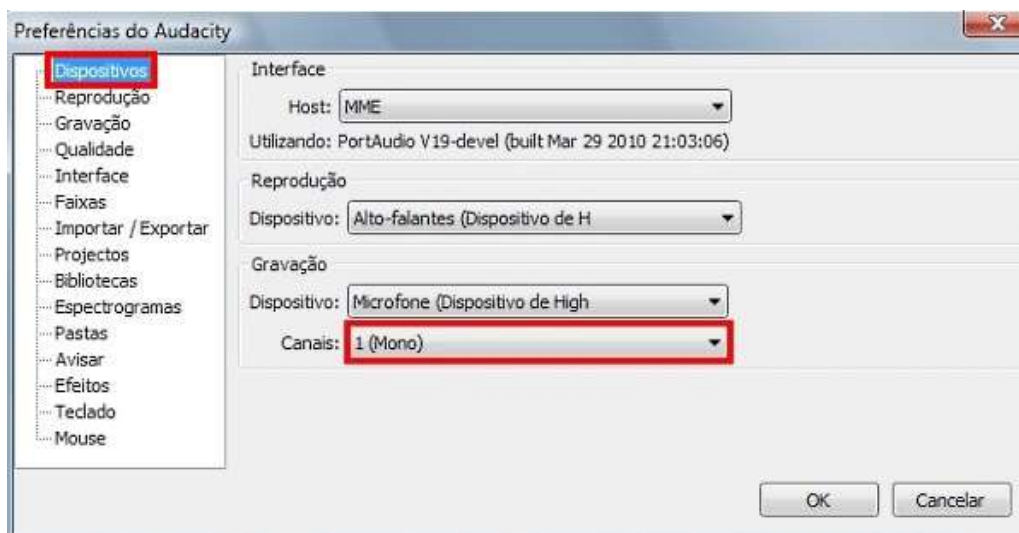 Preferências do Audacity
Dispositivos
Reprodução
Gravação
Qualidade
Interface
Faixas
Importar / Exportar
Projectos
Bibliotecas
Espectrogramas
Pastas
Avisar
Efeitos
Teclado
Mouse
Interface
Host: MME
Utilizando: PortAudio V19-devel (built Mar 29 2010 21:03:06)
Reprodução
Dispositivo: Alto-falantes (Dispositivo de H
Gravação
Dispositivo: Microfone (Dispositivo de High
Canais: 1 (Mono)
OK
Cancelar